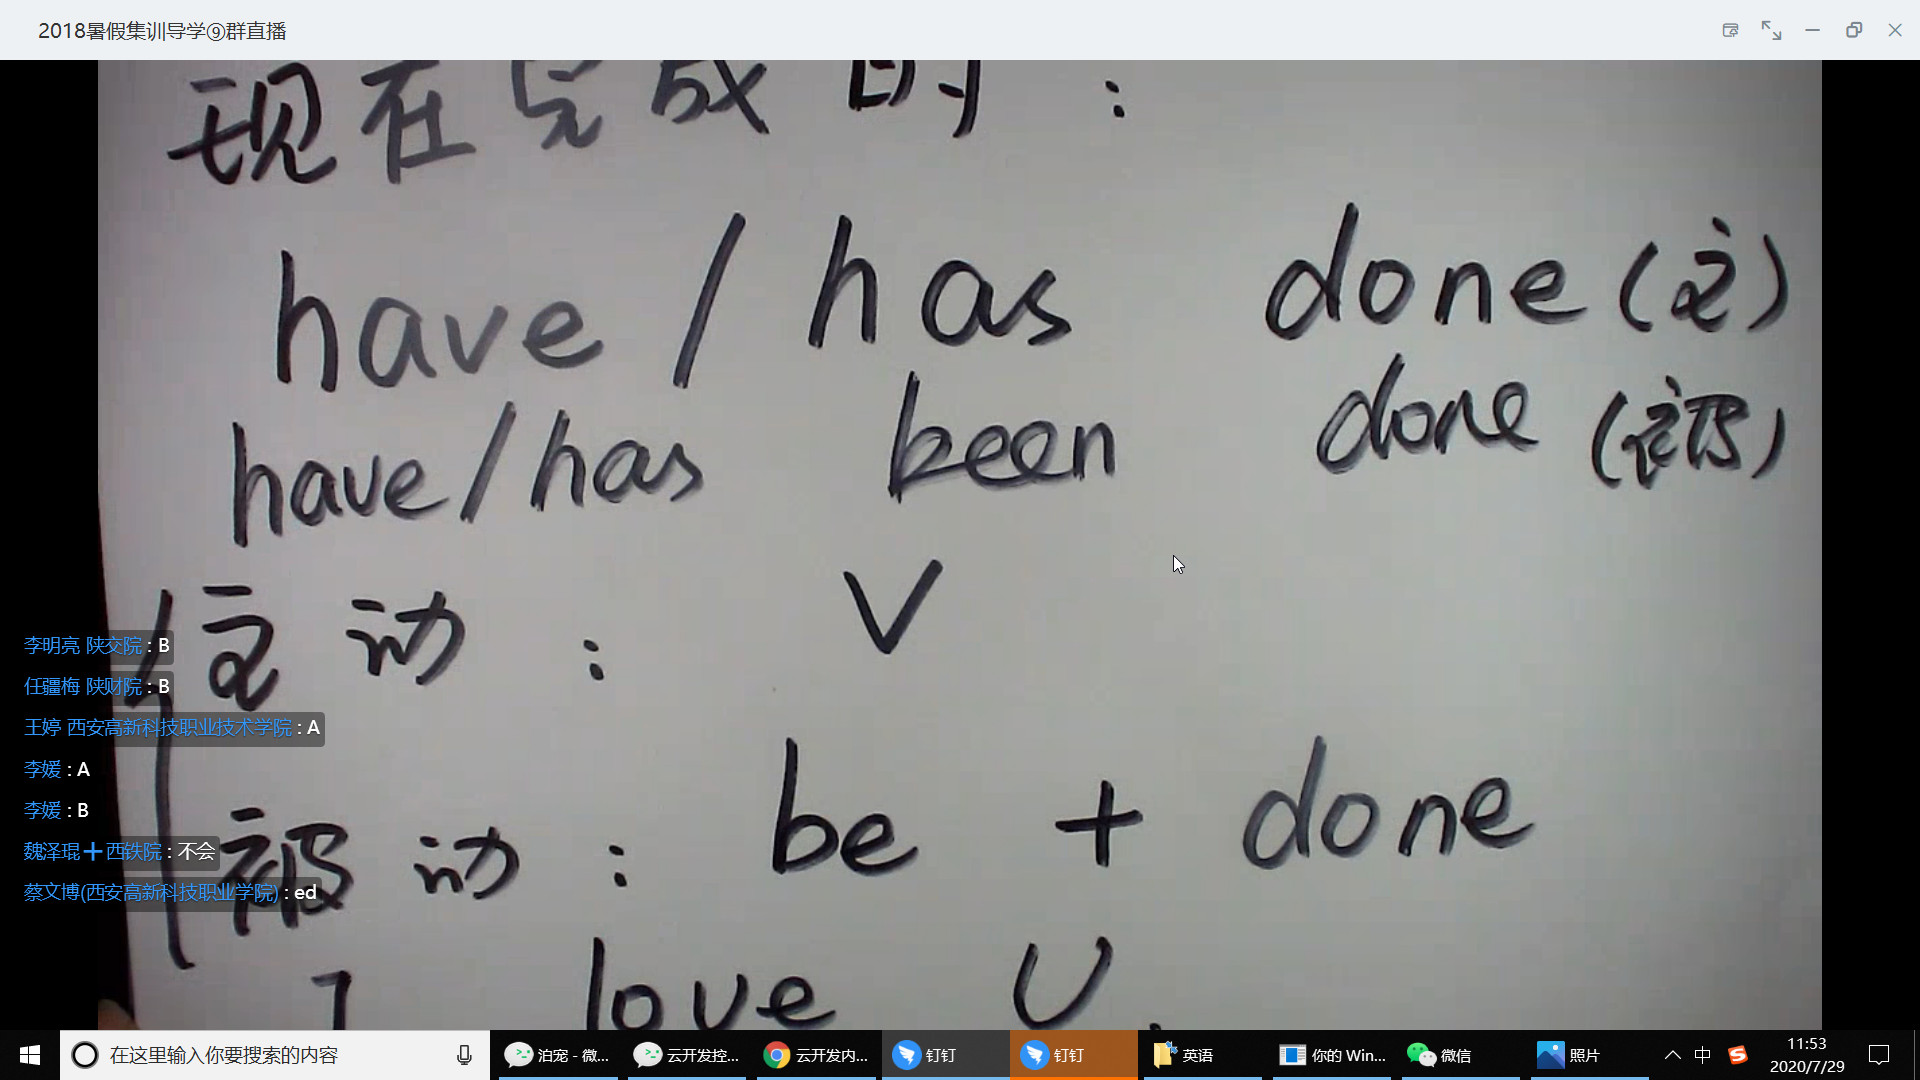 2018暑假集训导学⑨群直播
现在完成时：
have / has done (主)
have/has been done (被)
主动： V
李明亮 陕交院 : B
任疆梅 陕财院 : B
王婷 西安高新科技职业技术学院 : A
李媛 : A
李媛 : B
被动： be + done
魏泽琨➕西铁院 : 不会
蔡文博(西安高新科技职业学院) : ed
I love U.
在这里输入你要搜索的内容
泊宠 - 微...
云开发控...
云开发内...
钉钉
钉钉
英语
你的 Win...
微信
照片
中
11:53
2020/7/29